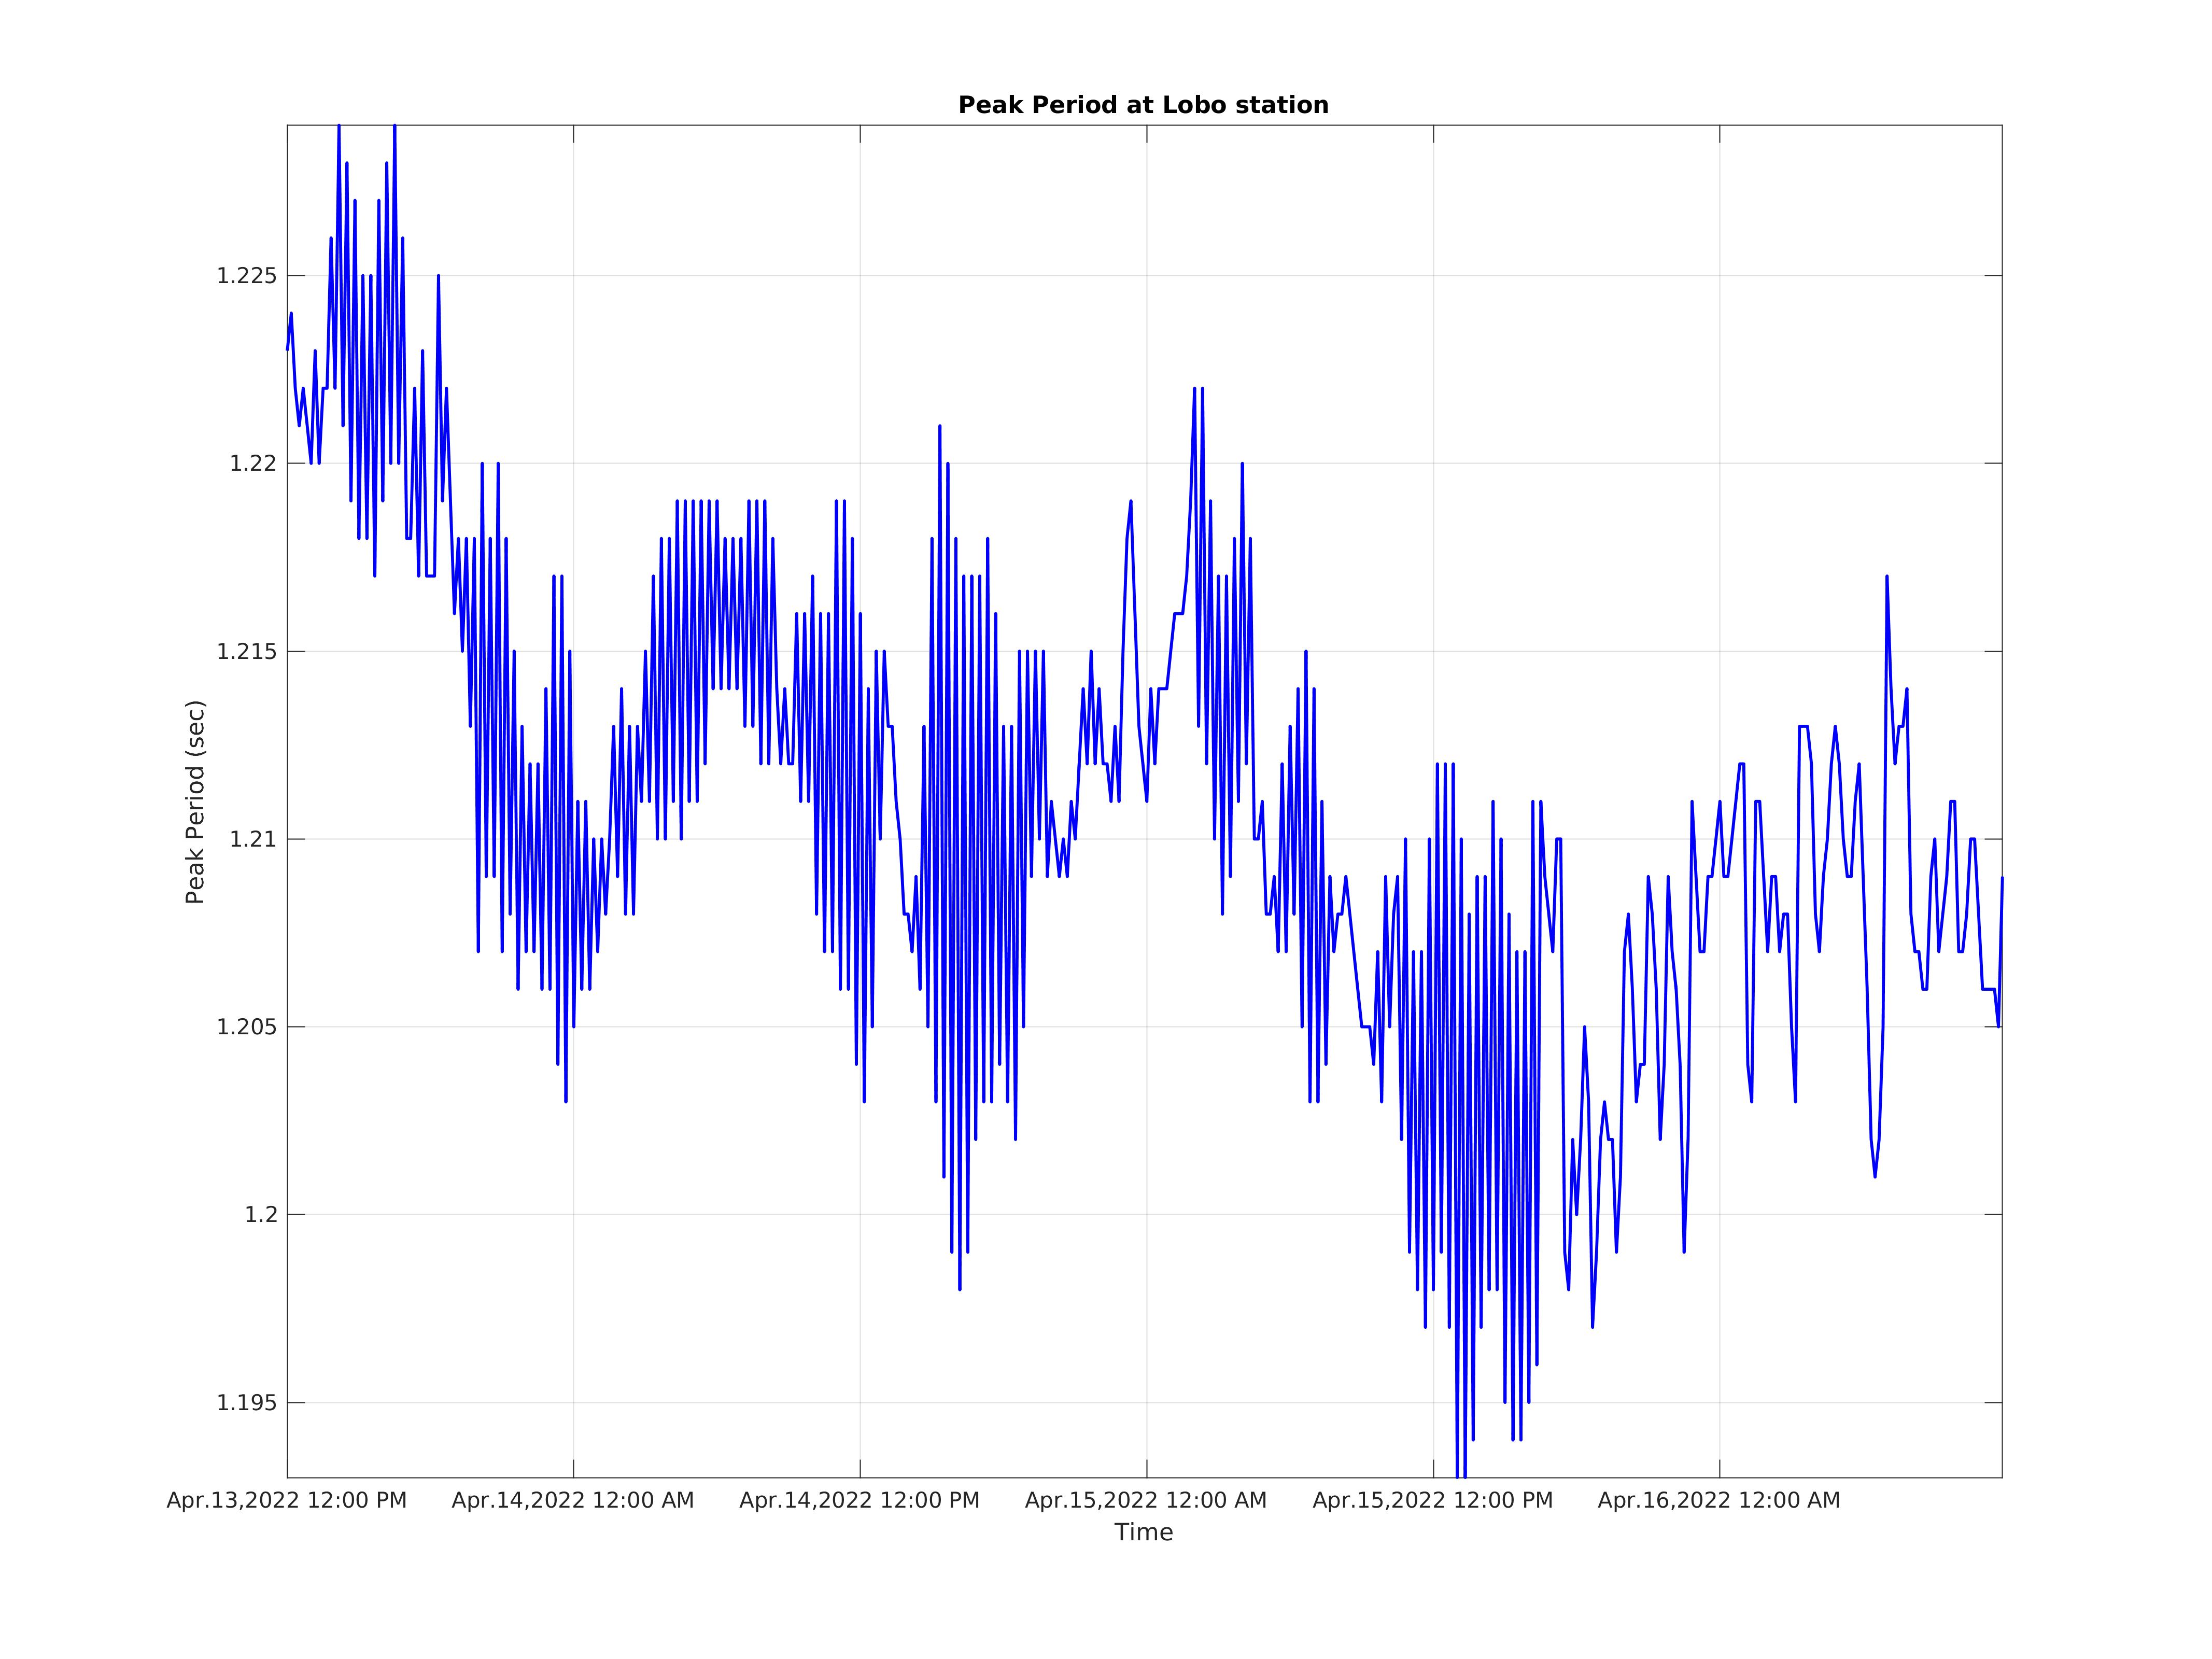 Peak Period at Lobo station
1.225
1.22
1.215
1.21
1.205
1.2
1.195
Peak Period (sec)
Apr.13,2022 12:00 PM
Apr.14,2022 12:00 AM
Apr.14,2022 12:00 PM
Apr.15,2022 12:00 AM
Apr.15,2022 12:00 PM
Apr.16,2022 12:00 AM
Time